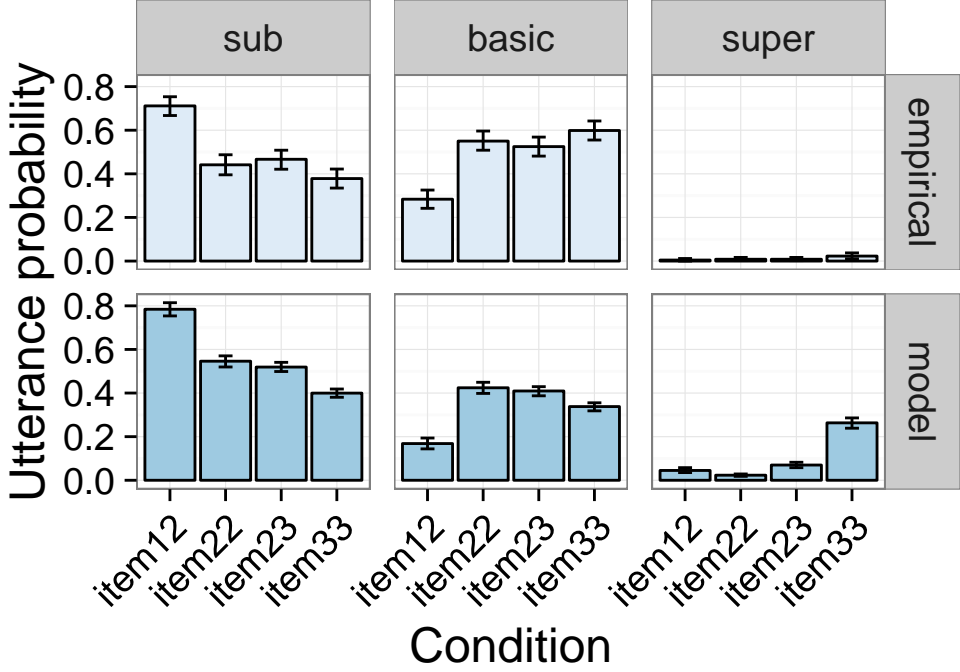 sub basic super
Utterance probability
0.8
0.6
0.4
0.2
0.0
empirical
0.8
0.6
0.4
0.2
0.0
model
item12 item22 item23 item33 item12 item22 item23 item33 item12 item22 item23 item33
Condition